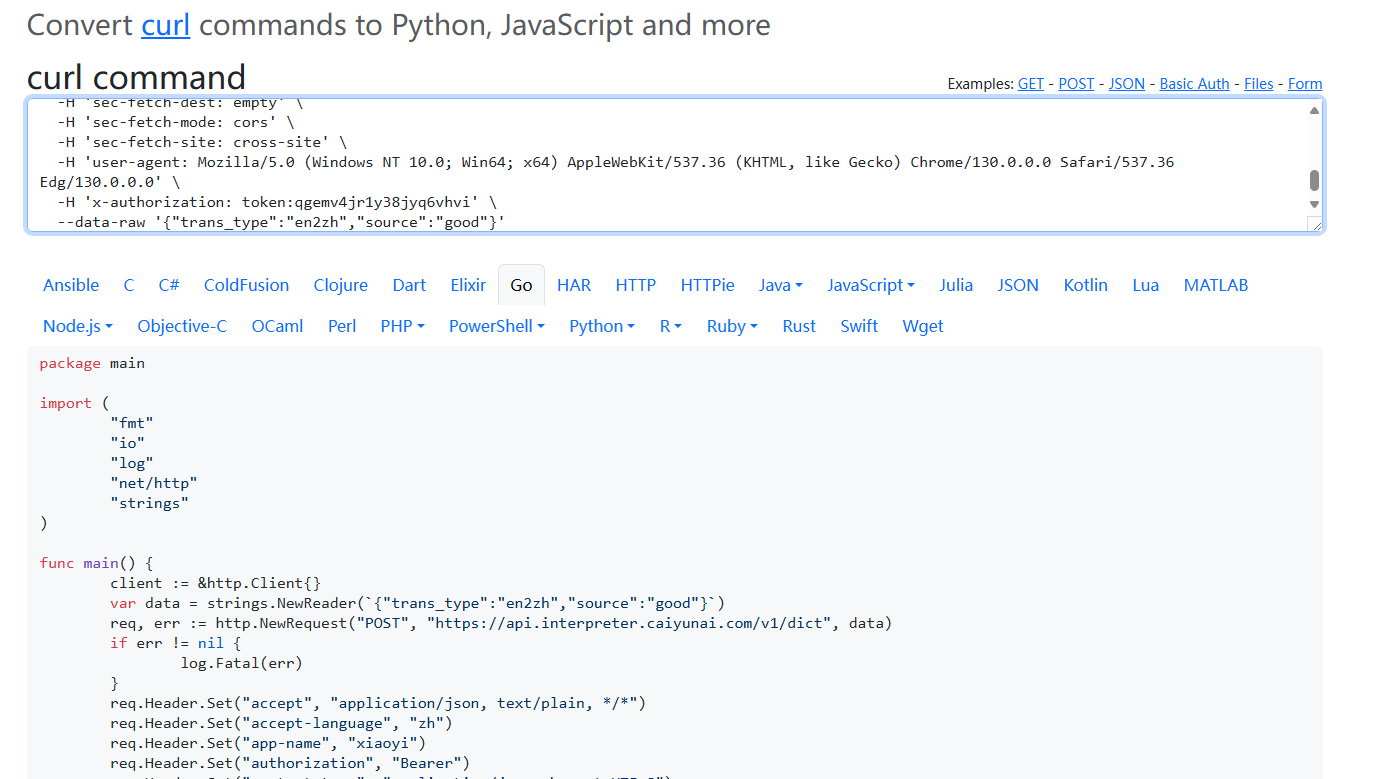 Convert curl commands to Python, JavaScript and more
curl command
Examples: GET - POST - JSON - Basic Auth - Files - Form
-H 'sec-fetch-dest: empty' \
-H 'sec-fetch-mode: cors' \
-H 'sec-fetch-site: cross-site' \
-H 'user-agent: Mozilla/5.0 (Windows NT 10.0; Win64; x64) AppleWebKit/537.36 (KHTML, like Gecko) Chrome/130.0.0.0 Safari/537.36
Edg/130.0.0.0' \
-H 'x-authorization: token:qgemv4jr1y38jyq6vhvi' \
--data-raw '{"trans_type":"en2zh","source":"good"}'
Ansible C C# ColdFusion Clojure Dart Elixir Go HAR HTTP HTTPie Java JavaScript Julia JSON Kotlin Lua MATLAB
Node.js Objective-C OCaml Perl PHP PowerShell Python R Ruby Rust Swift Wget
package main
import (
"fmt"
"io"
"log"
"net/http"
"strings"
)
func main() {
client := &http.Client{}
var data = strings.NewReader(`{"trans_type":"en2zh","source":"good"}`)
req, err := http.NewRequest("POST", "https://api.interpreter.caiyunai.com/v1/dict", data)
if err != nil {
log.Fatal(err)
}
req.Header.Set("accept", "application/json, text/plain, */*")
req.Header.Set("accept-language", "zh")
req.Header.Set("app-name", "xiaoyi")
req.Header.Set("authorization", "Bearer")